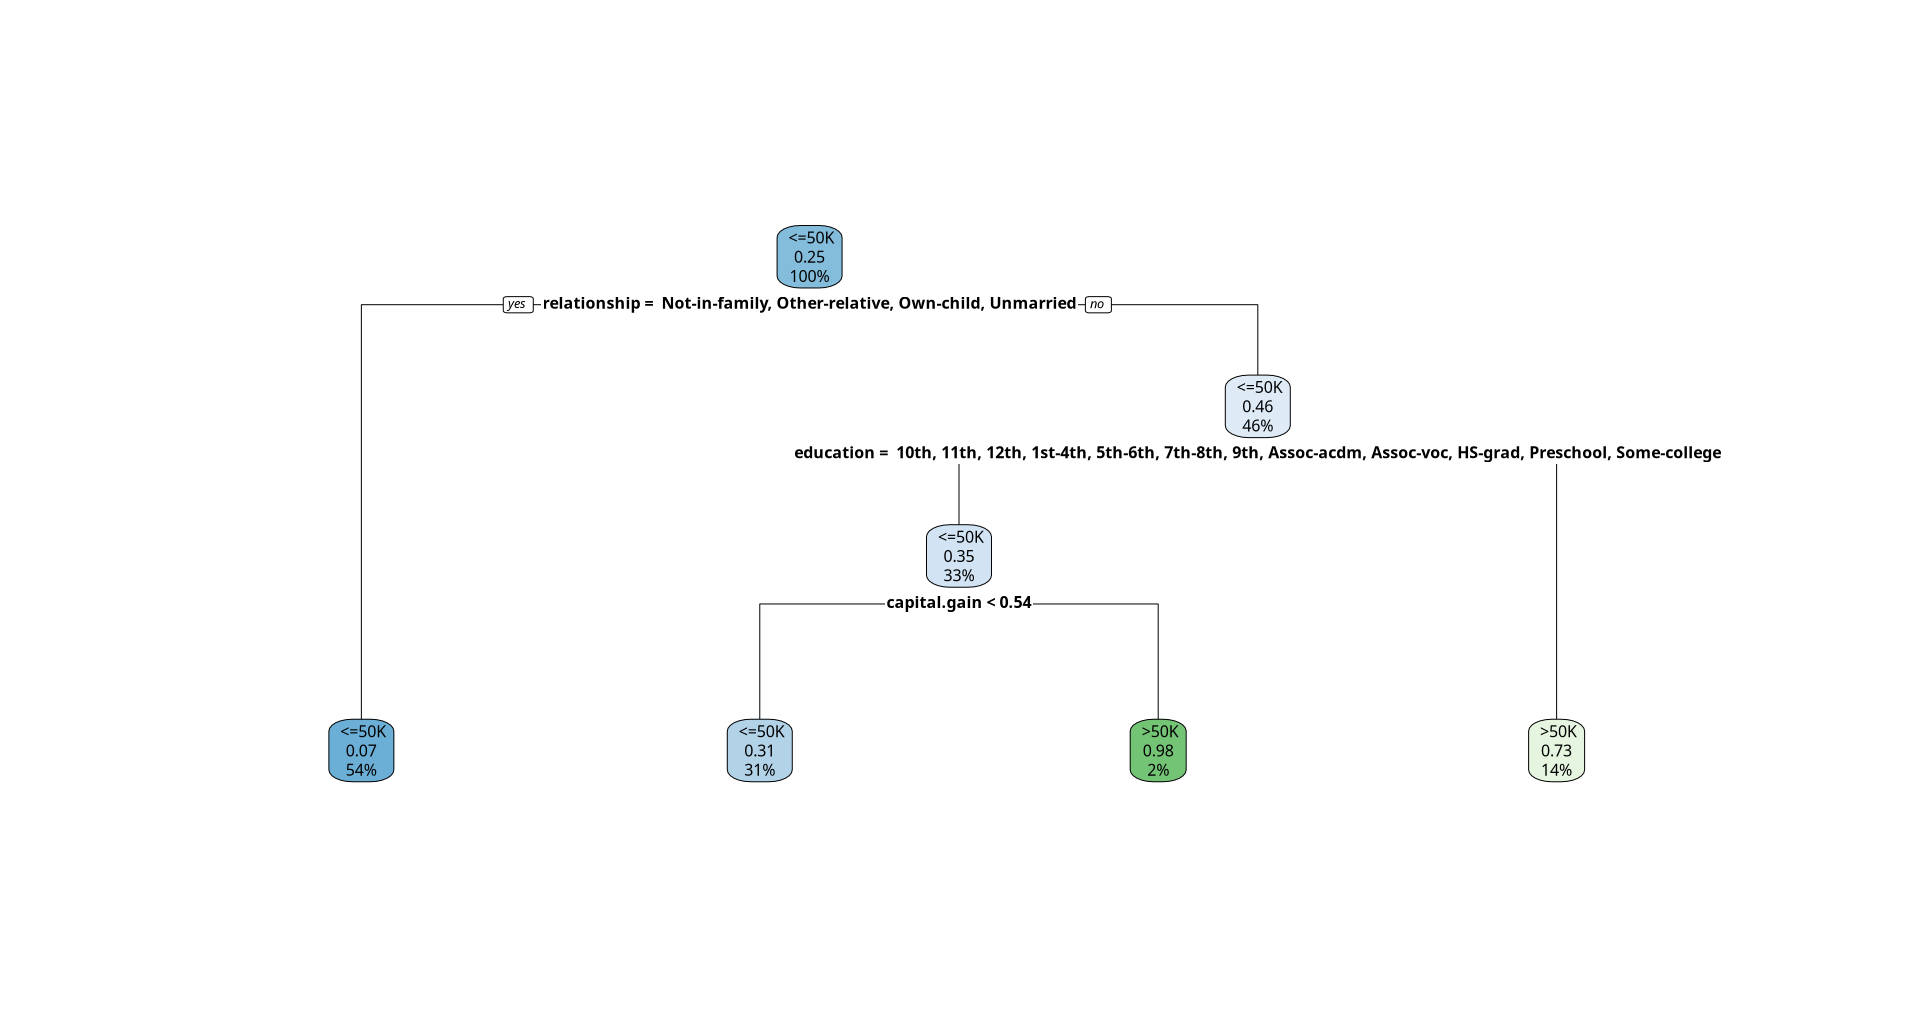 <=50K
0.25
100%
yes relationship = Not-in-family, Other-relative, Own-child, Unmarried no
<=50K
0.46
46%
education = 10th, 11th, 12th, 1st-4th, 5th-6th, 7th-8th, 9th, Assoc-acdm, Assoc-voc, HS-grad, Preschool, Some-college
<=50K
0.35
33%
capital.gain < 0.54
<=50K
0.07
54%
<=50K
0.31
31%
>50K
0.98
2%
>50K
0.73
14%